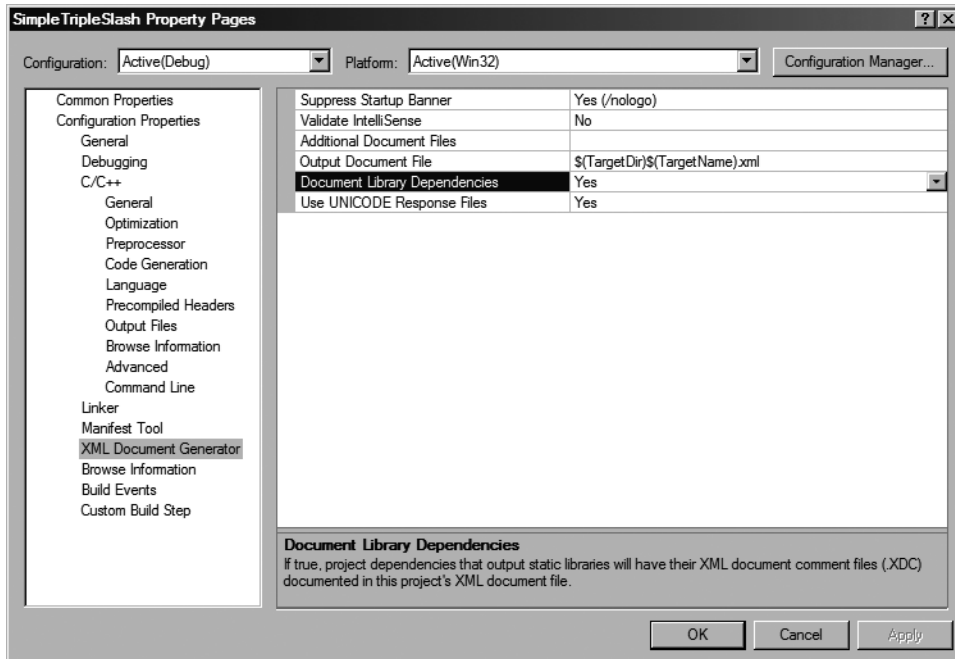 SimpleTripleSlash Property Pages
Configuration: Active(Debug) Platform: Active(Win32) Configuration Manager...
Common Properties
Configuration Properties
General
Debugging
C/C++
General
Optimization
Preprocessor
Code Generation
Language
Precompiled Headers
Output Files
Browse Information
Advanced
Command Line
Linker
Manifest Tool
XML Document Generator
Browse Information
Build Events
Custom Build Step
Suppress Startup Banner Yes (/nologo)
Validate IntelliSense No
Additional Document Files
Output Document File $(TargetDir)$(TargetName).xml
Document Library Dependencies Yes
Use UNICODE Response Files Yes
Document Library Dependencies
If true, project dependencies that output static libraries will have their XML document comment files (.XDC)
documented in this project's XML document file.
OK Cancel Apply